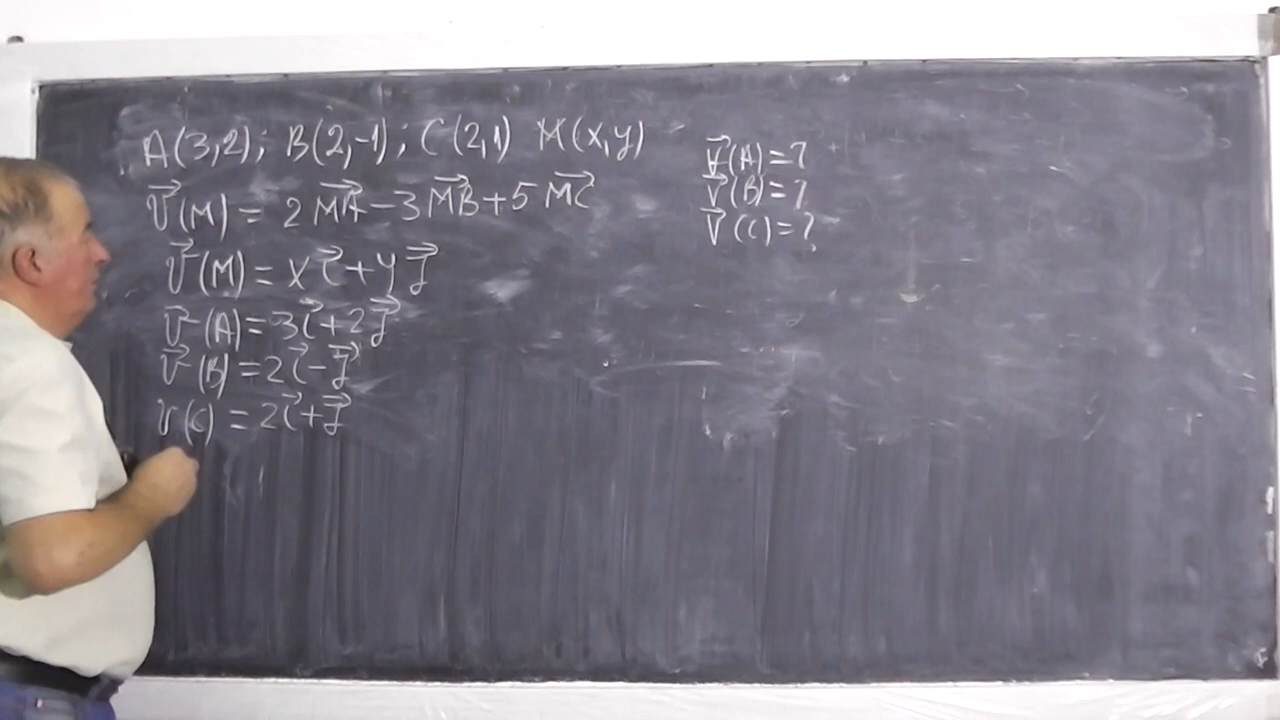 A(3,2); B(2,-1); C(2,1) M(x,y)
V⃗(M) = 2 MA⃗ - 3 MB⃗ + 5 MC⃗
V⃗(M) = x i⃗ + y j⃗
V⃗(A) = 3 i⃗ + 2 j⃗
V⃗(B) = 2 i⃗ - j⃗
V(C) = 2 i⃗ + j⃗
V⃗(A) = ?
V⃗(B) = ?
V⃗(C) = ?